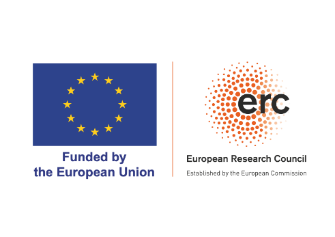 Funded by
the European Union
erc
European Research Council
Established by the European Commission